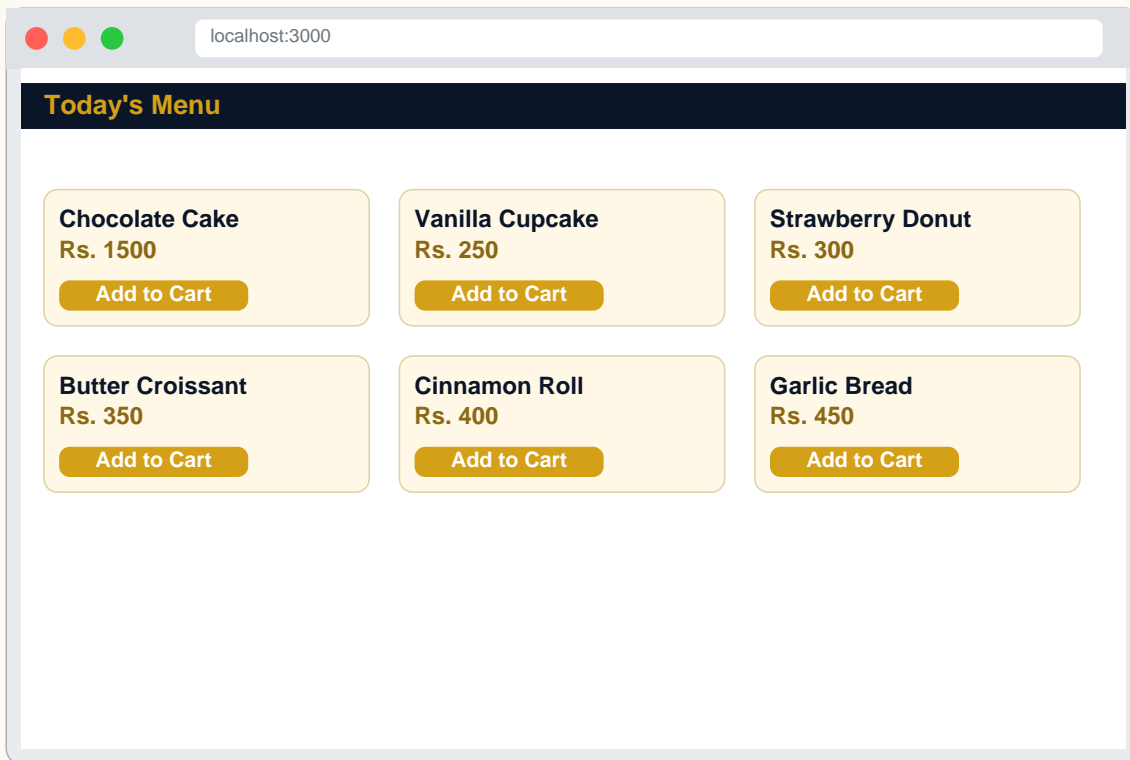 localhost:3000
Today's Menu
Chocolate Cake
Rs. 1500
Add to Cart
Vanilla Cupcake
Rs. 250
Add to Cart
Strawberry Donut
Rs. 300
Add to Cart
Butter Croissant
Rs. 350
Add to Cart
Cinnamon Roll
Rs. 400
Add to Cart
Garlic Bread
Rs. 450
Add to Cart